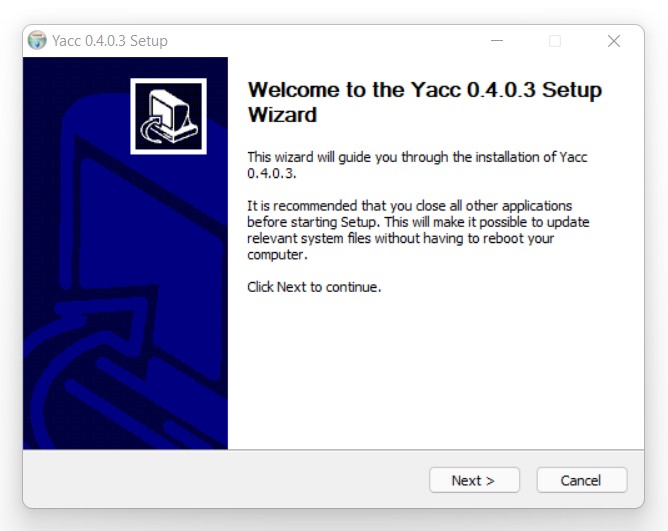 Yacc 0.4.0.3 Setup
Welcome to the Yacc 0.4.0.3 Setup
Wizard
This wizard will guide you through the installation of Yacc
0.4.0.3.
It is recommended that you close all other applications
before starting Setup. This will make it possible to update
relevant system files without having to reboot your
computer.
Click Next to continue.
Next >
Cancel